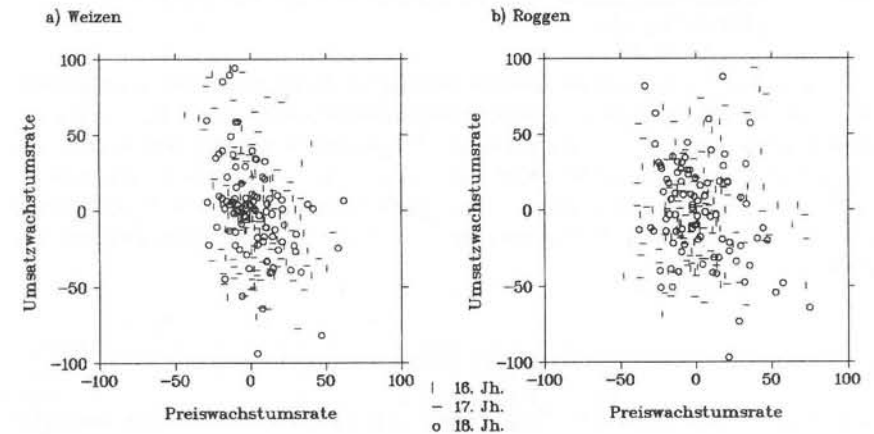 a) Weizen
100
50
0
−50
−100
−100 −50 0 50 100
Umsatzwachstumsrate
Preiswachstumsrate
b) Roggen
100
50
0
−50
−100
−100 −50 0 50 100
Umsatzwachstumsrate
Preiswachstumsrate
| 16. Jh.
– 17. Jh.
o 18. Jh.